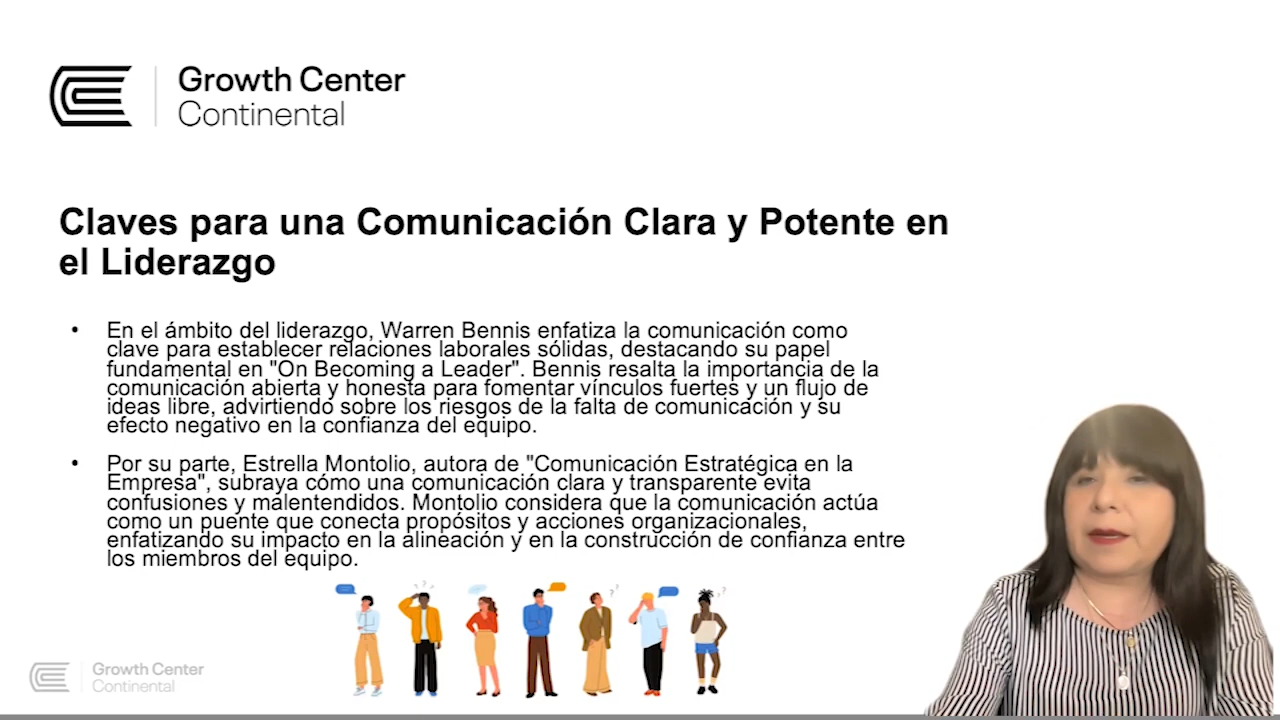 Growth Center
Continental
Claves para una Comunicación Clara y Potente en
el Liderazgo
• En el ámbito del liderazgo, Warren Bennis enfatiza la comunicación como
clave para establecer relaciones laborales sólidas, destacando su papel
fundamental en "On Becoming a Leader". Bennis resalta la importancia de la
comunicación abierta y honesta para fomentar vínculos fuertes y un flujo de
ideas libre, advirtiendo sobre los riesgos de la falta de comunicación y su
efecto negativo en la confianza del equipo.
• Por su parte, Estrella Montolio, autora de "Comunicación Estratégica en la
Empresa", subraya cómo una comunicación clara y transparente evita
confusiones y malentendidos. Montolio considera que la comunicación actúa
como un puente que conecta propósitos y acciones organizacionales,
enfatizando su impacto en la alineación y en la construcción de confianza entre
los miembros del equipo.
Growth Center
Continental